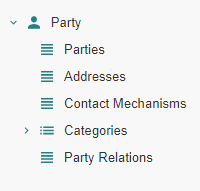 Party
Parties
Addresses
Contact Mechanisms
Categories
Party Relations